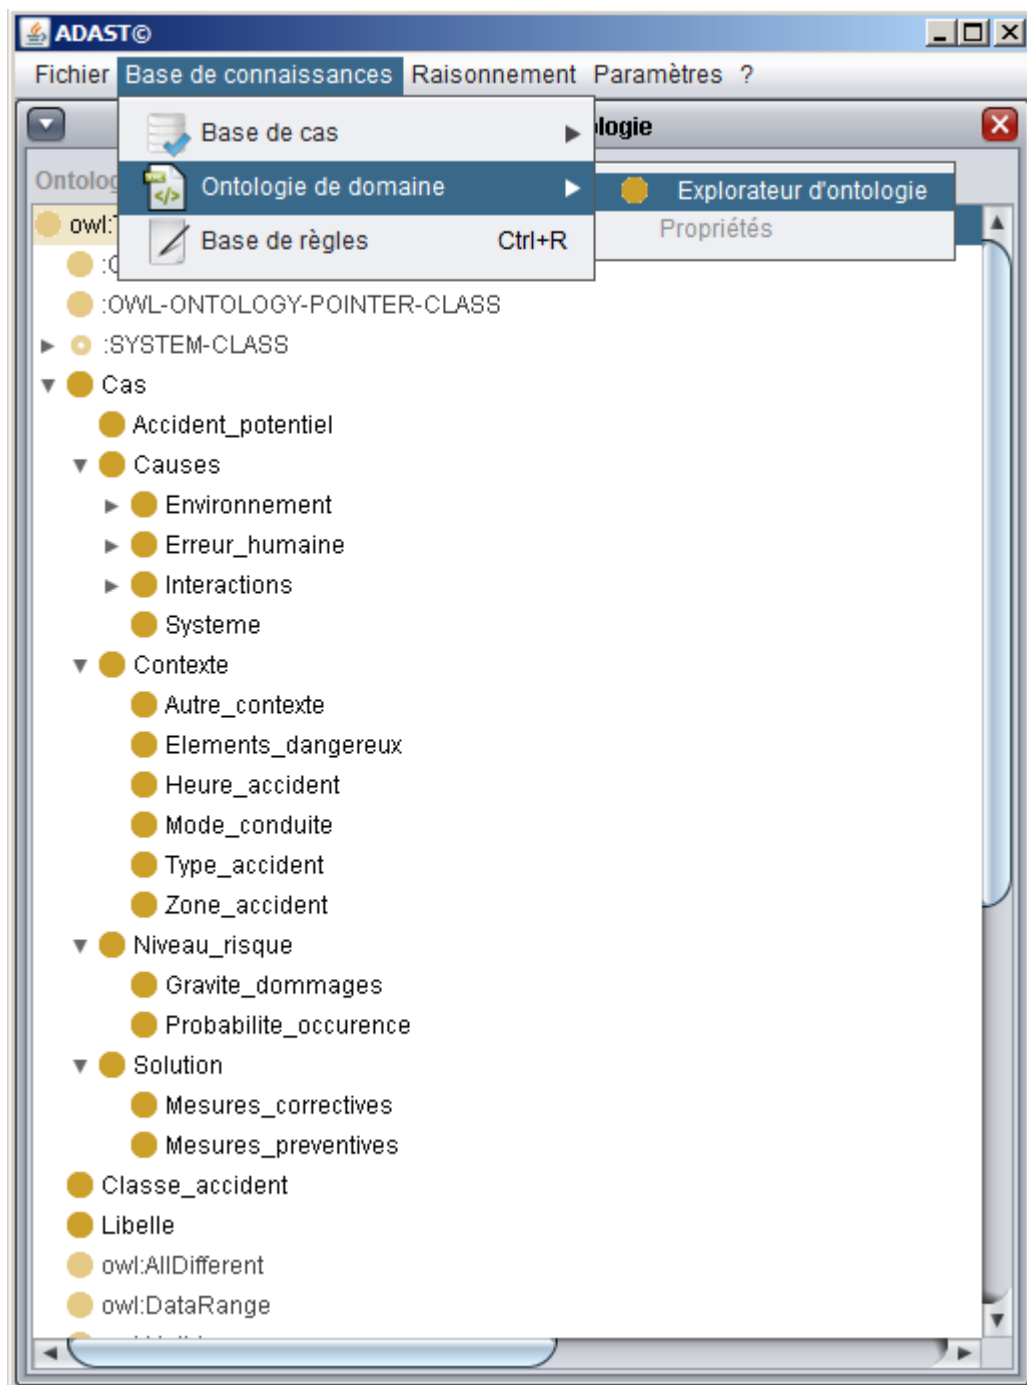 ADAST©
Fichier Base de connaissances Raisonnement Paramètres ?
Base de cas
Ontologie de domaine
Explorateur d'ontologie
Base de règles Ctrl+R
Propriétés
:OWL-ONTOLOGY-POINTER-CLASS
:SYSTEM-CLASS
Cas
Accident_potentiel
Causes
Environnement
Erreur_humaine
Interactions
Systeme
Contexte
Autre_contexte
Elements_dangereux
Heure_accident
Mode_conduite
Type_accident
Zone_accident
Niveau_risque
Gravite_dommages
Probabilite_occurence
Solution
Mesures_correctives
Mesures_preventives
Classe_accident
Libelle
owl:AllDifferent
owl:DataRange